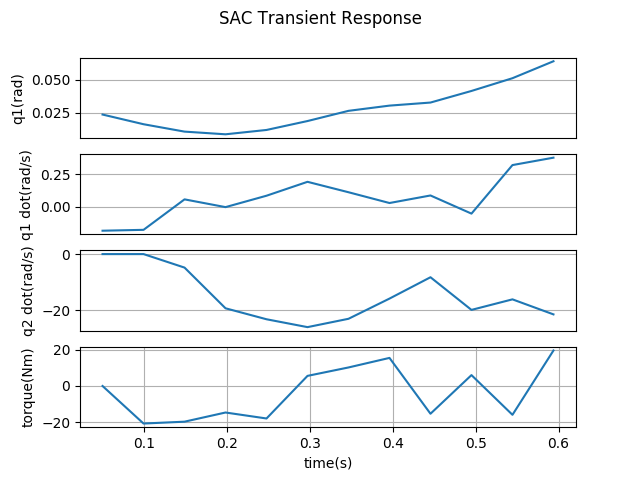 SAC Transient Response
q1(rad)
0.050
0.025
q1 dot(rad/s)
0.25
0.00
q2 dot(rad/s)
0
−20
torque(Nm)
20
0
−20
0.1 0.2 0.3 0.4 0.5 0.6
time(s)